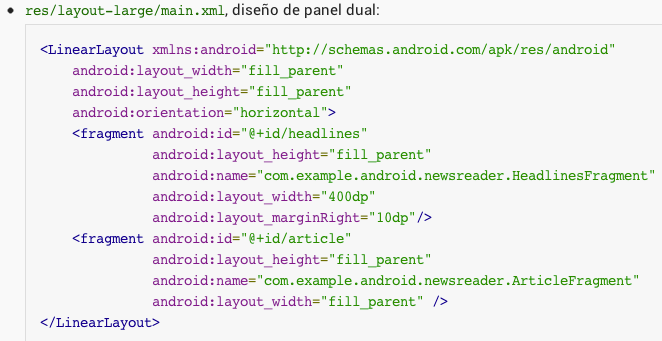 • res/layout-large/main.xml, diseño de panel dual:
<LinearLayout xmlns:android="http://schemas.android.com/apk/res/android"
    android:layout_width="fill_parent"
    android:layout_height="fill_parent"
    android:orientation="horizontal">
    <fragment android:id="@+id/headlines"
              android:layout_height="fill_parent"
              android:name="com.example.android.newsreader.HeadlinesFragment"
              android:layout_width="400dp"
              android:layout_marginRight="10dp"/>
    <fragment android:id="@+id/article"
              android:layout_height="fill_parent"
              android:name="com.example.android.newsreader.ArticleFragment"
              android:layout_width="fill_parent" />
</LinearLayout>